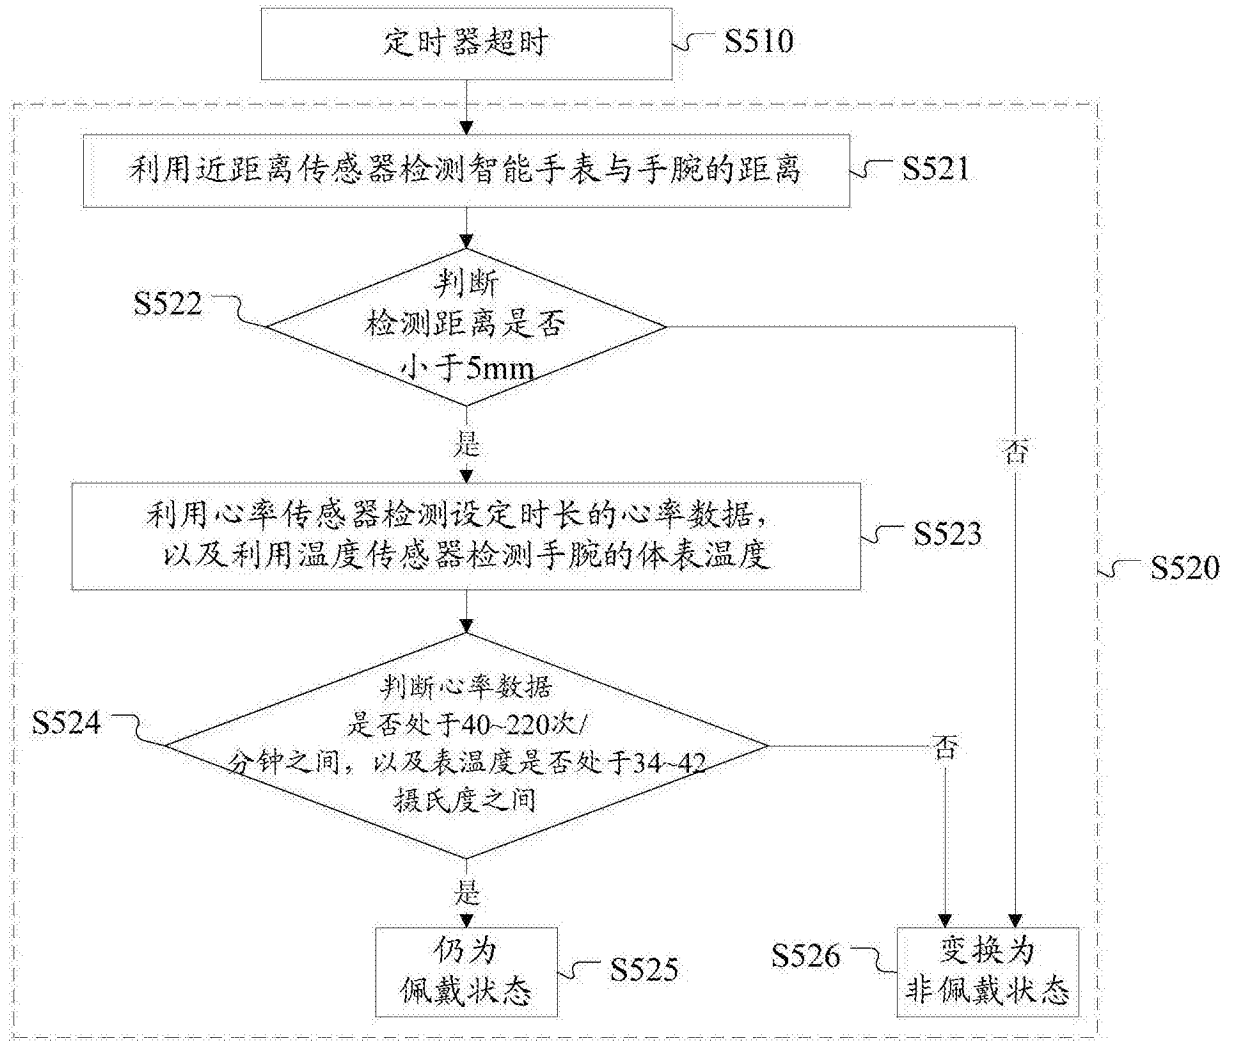 定时器超时
S510
利用近距离传感器检测智能手表与手腕的距离
S521
判断
检测距离是否
小于5mm
S522
是
否
利用心率传感器检测设定时长的心率数据，
以及利用温度传感器检测手腕的体表温度
S523
S520
判断心率数据
是否处于40~220次/
分钟之间，以及表温度是否处于34~42
摄氏度之间
S524
否
是
仍为
佩戴状态
S525
变换为
非佩戴状态
S526